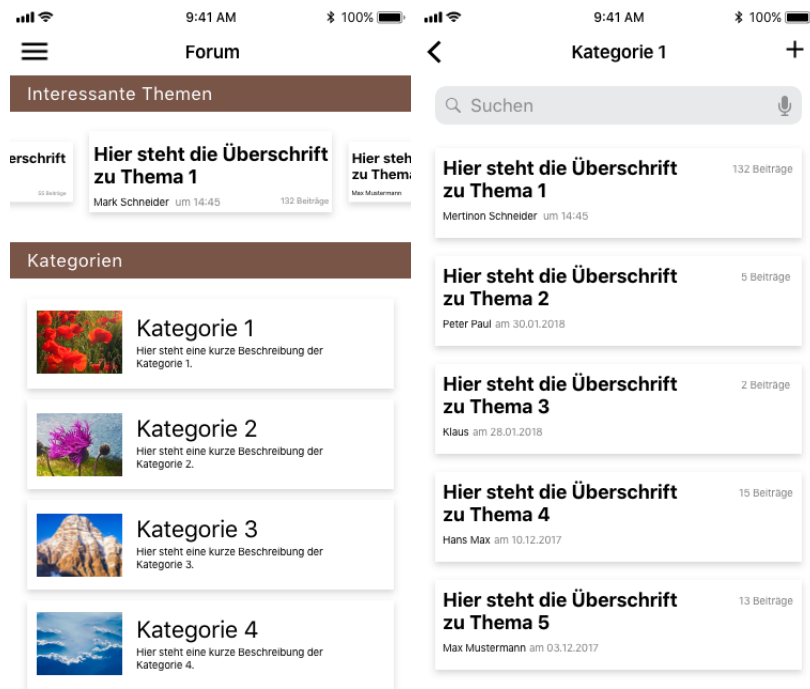 9:41 AM
100%
Forum
Interessante Themen
erschrift
55 Beiträge
Hier steht die Überschrift
zu Thema 1
Mark Schneider um 14:45
132 Beiträge
Hier steh
zu Thema
Max Mustermann
Kategorien
Kategorie 1
Hier steht eine kurze Beschreibung der
Kategorie 1.
Kategorie 2
Hier steht eine kurze Beschreibung der
Kategorie 2.
Kategorie 3
Hier steht eine kurze Beschreibung der
Kategorie 3.
Kategorie 4
Hier steht eine kurze Beschreibung der
Kategorie 4.
9:41 AM
100%
Kategorie 1
Suchen
Hier steht die Überschrift
zu Thema 1
132 Beiträge
Mertinon Schneider um 14:45
Hier steht die Überschrift
zu Thema 2
5 Beiträge
Peter Paul am 30.01.2018
Hier steht die Überschrift
zu Thema 3
2 Beiträge
Klaus am 28.01.2018
Hier steht die Überschrift
zu Thema 4
15 Beiträge
Hans Max am 10.12.2017
Hier steht die Überschrift
zu Thema 5
13 Beiträge
Max Mustermann am 03.12.2017